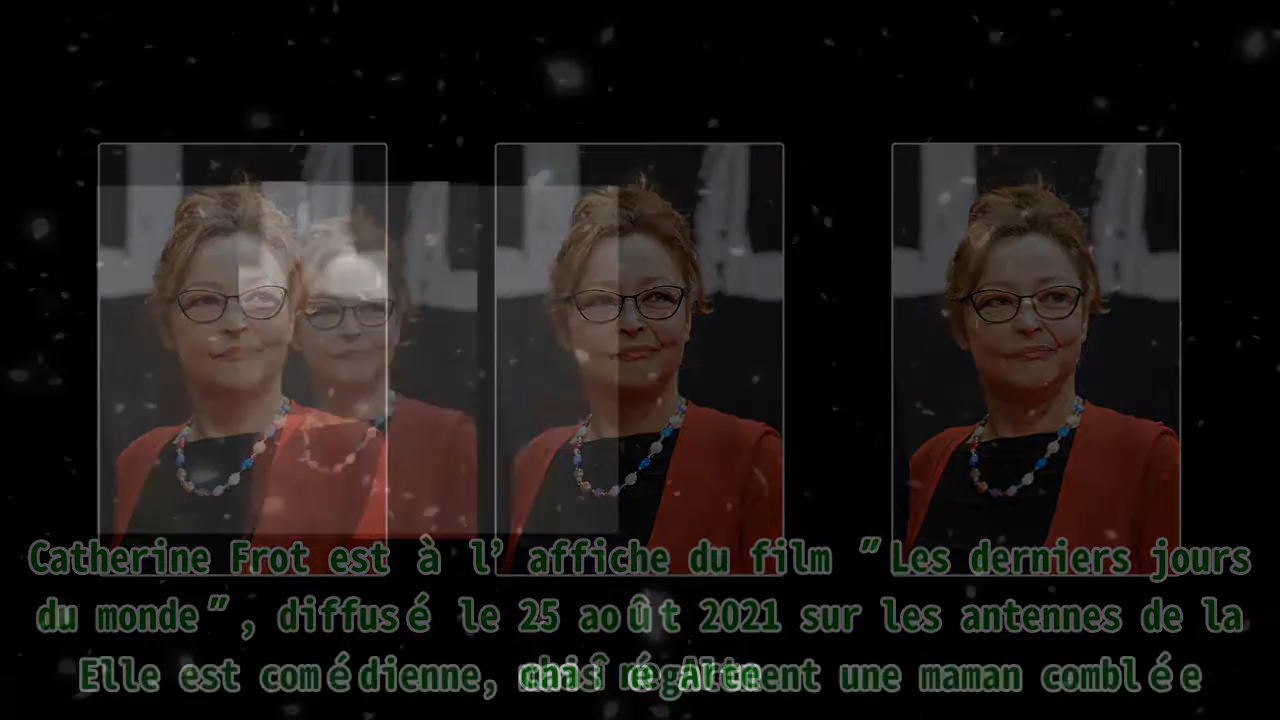 Catherine Frot est à l’ affiche du film ″Les derniers jours
du monde″, diffusé le 25 août 2021 sur les antennes de la
Elle est comédienne, une maman comblée